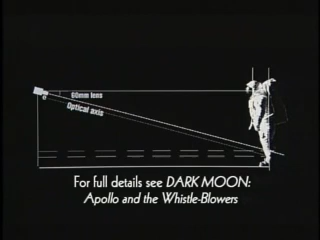 60mm lens
Optical axis
For full details see DARK MOON:
Apollo and the Whistle-Blowers